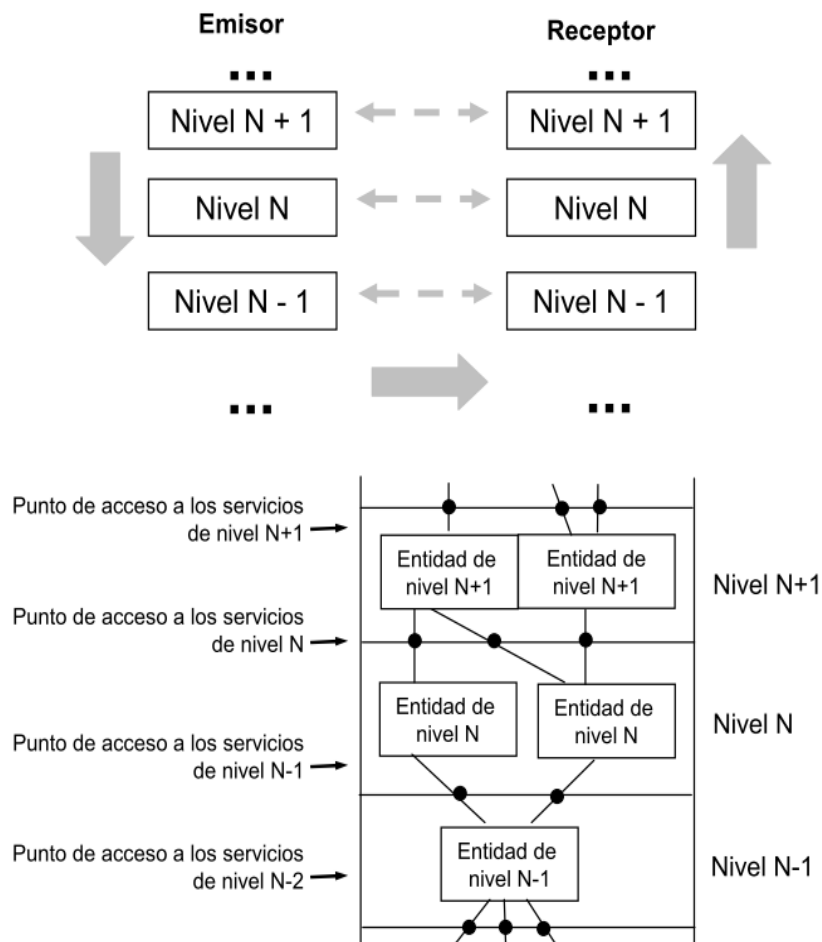 Emisor
Receptor
...
...
Nivel N + 1
Nivel N + 1
Nivel N
Nivel N
Nivel N - 1
Nivel N - 1
...
...
Punto de acceso a los servicios
de nivel N+1
Entidad de
nivel N+1
Entidad de
nivel N+1
Nivel N+1
Punto de acceso a los servicios
de nivel N
Entidad de
nivel N
Entidad de
nivel N
Nivel N
Punto de acceso a los servicios
de nivel N-1
Punto de acceso a los servicios
de nivel N-2
Entidad de
nivel N-1
Nivel N-1